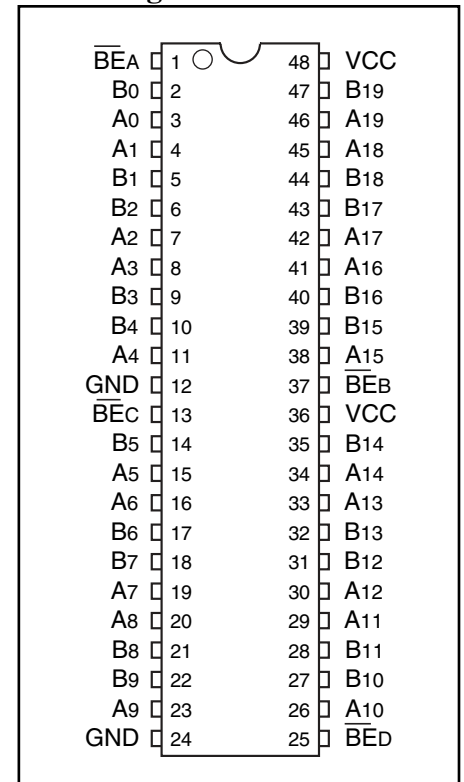 B̅E̅A 1 48 VCC
B0 2 47 B19
A0 3 46 A19
A1 4 45 A18
B1 5 44 B18
B2 6 43 B17
A2 7 42 A17
A3 8 41 A16
B3 9 40 B16
B4 10 39 B15
A4 11 38 A15
GND 12 37 B̅E̅B
B̅E̅C 13 36 VCC
B5 14 35 B14
A5 15 34 A14
A6 16 33 A13
B6 17 32 B13
B7 18 31 B12
A7 19 30 A12
A8 20 29 A11
B8 21 28 B11
B9 22 27 B10
A9 23 26 A10
GND 24 25 B̅E̅D